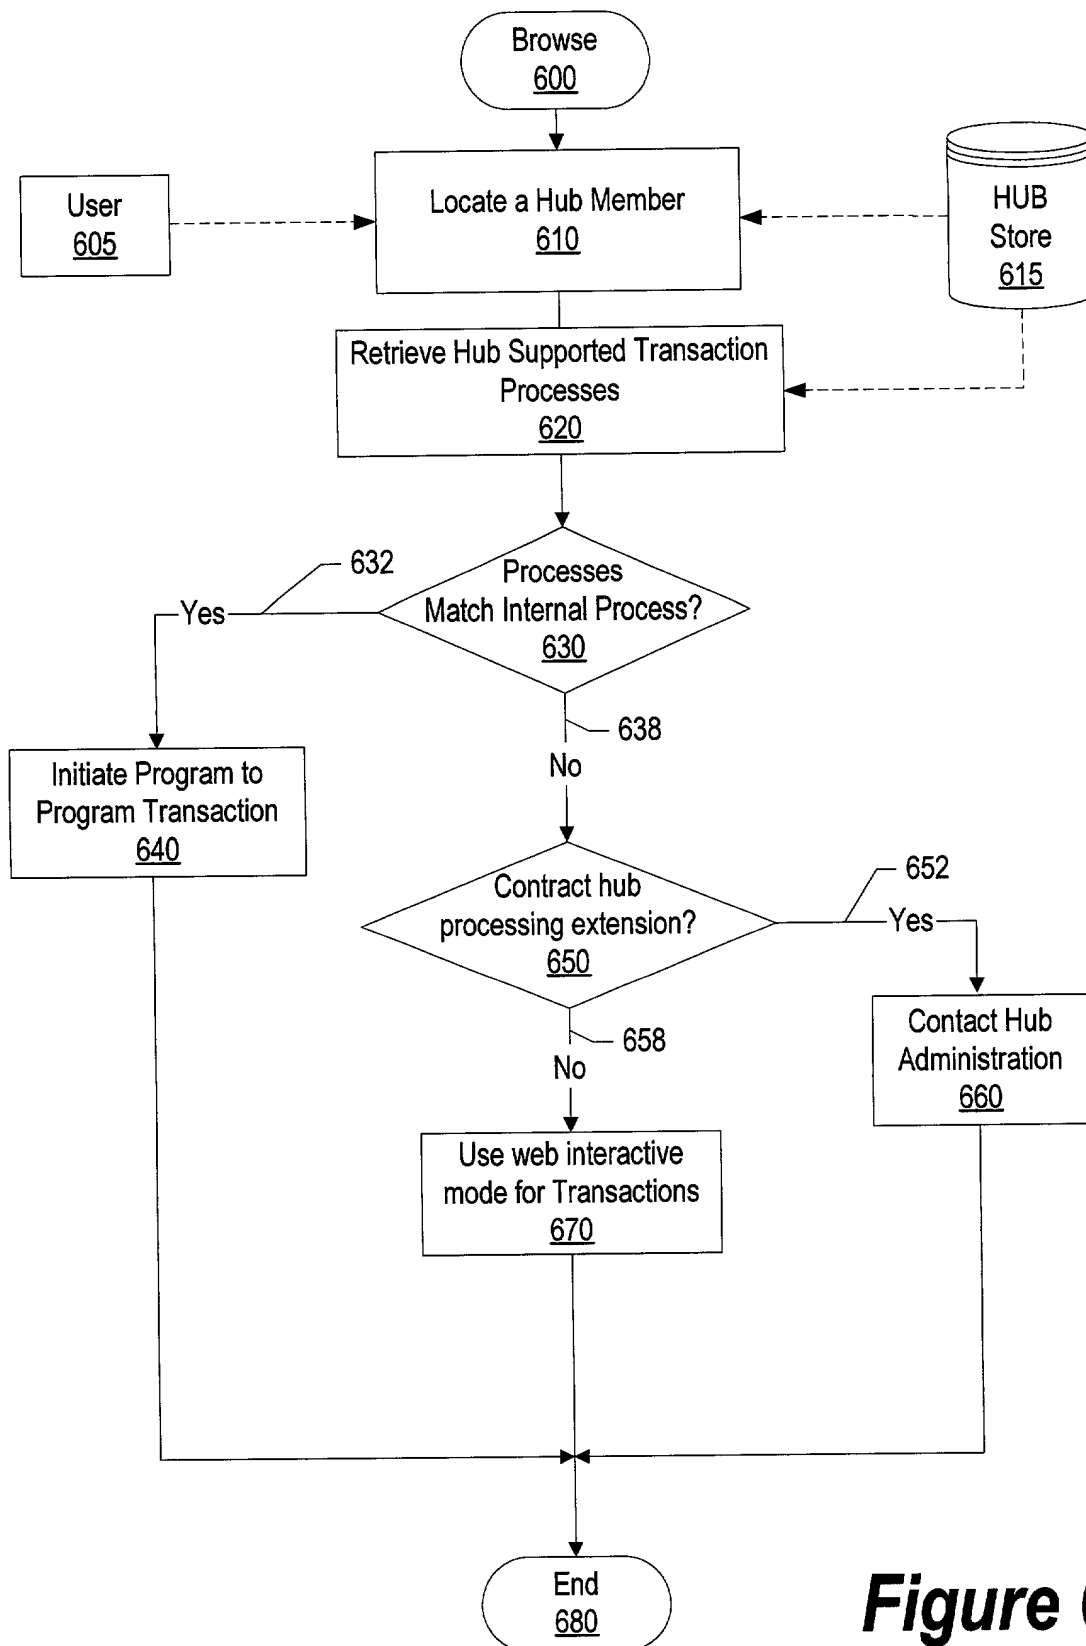 Browse
600
User
605
Locate a Hub Member
610
HUB
Store
615
Retrieve Hub Supported Transaction
Processes
620
632
Processes
Match Internal Process?
630
Yes
638
No
Initiate Program to
Program Transaction
640
Contract hub
processing extension?
650
652
Yes
658
No
Contact Hub
Administration
660
Use web interactive
mode for Transactions
670
End
680
Figure